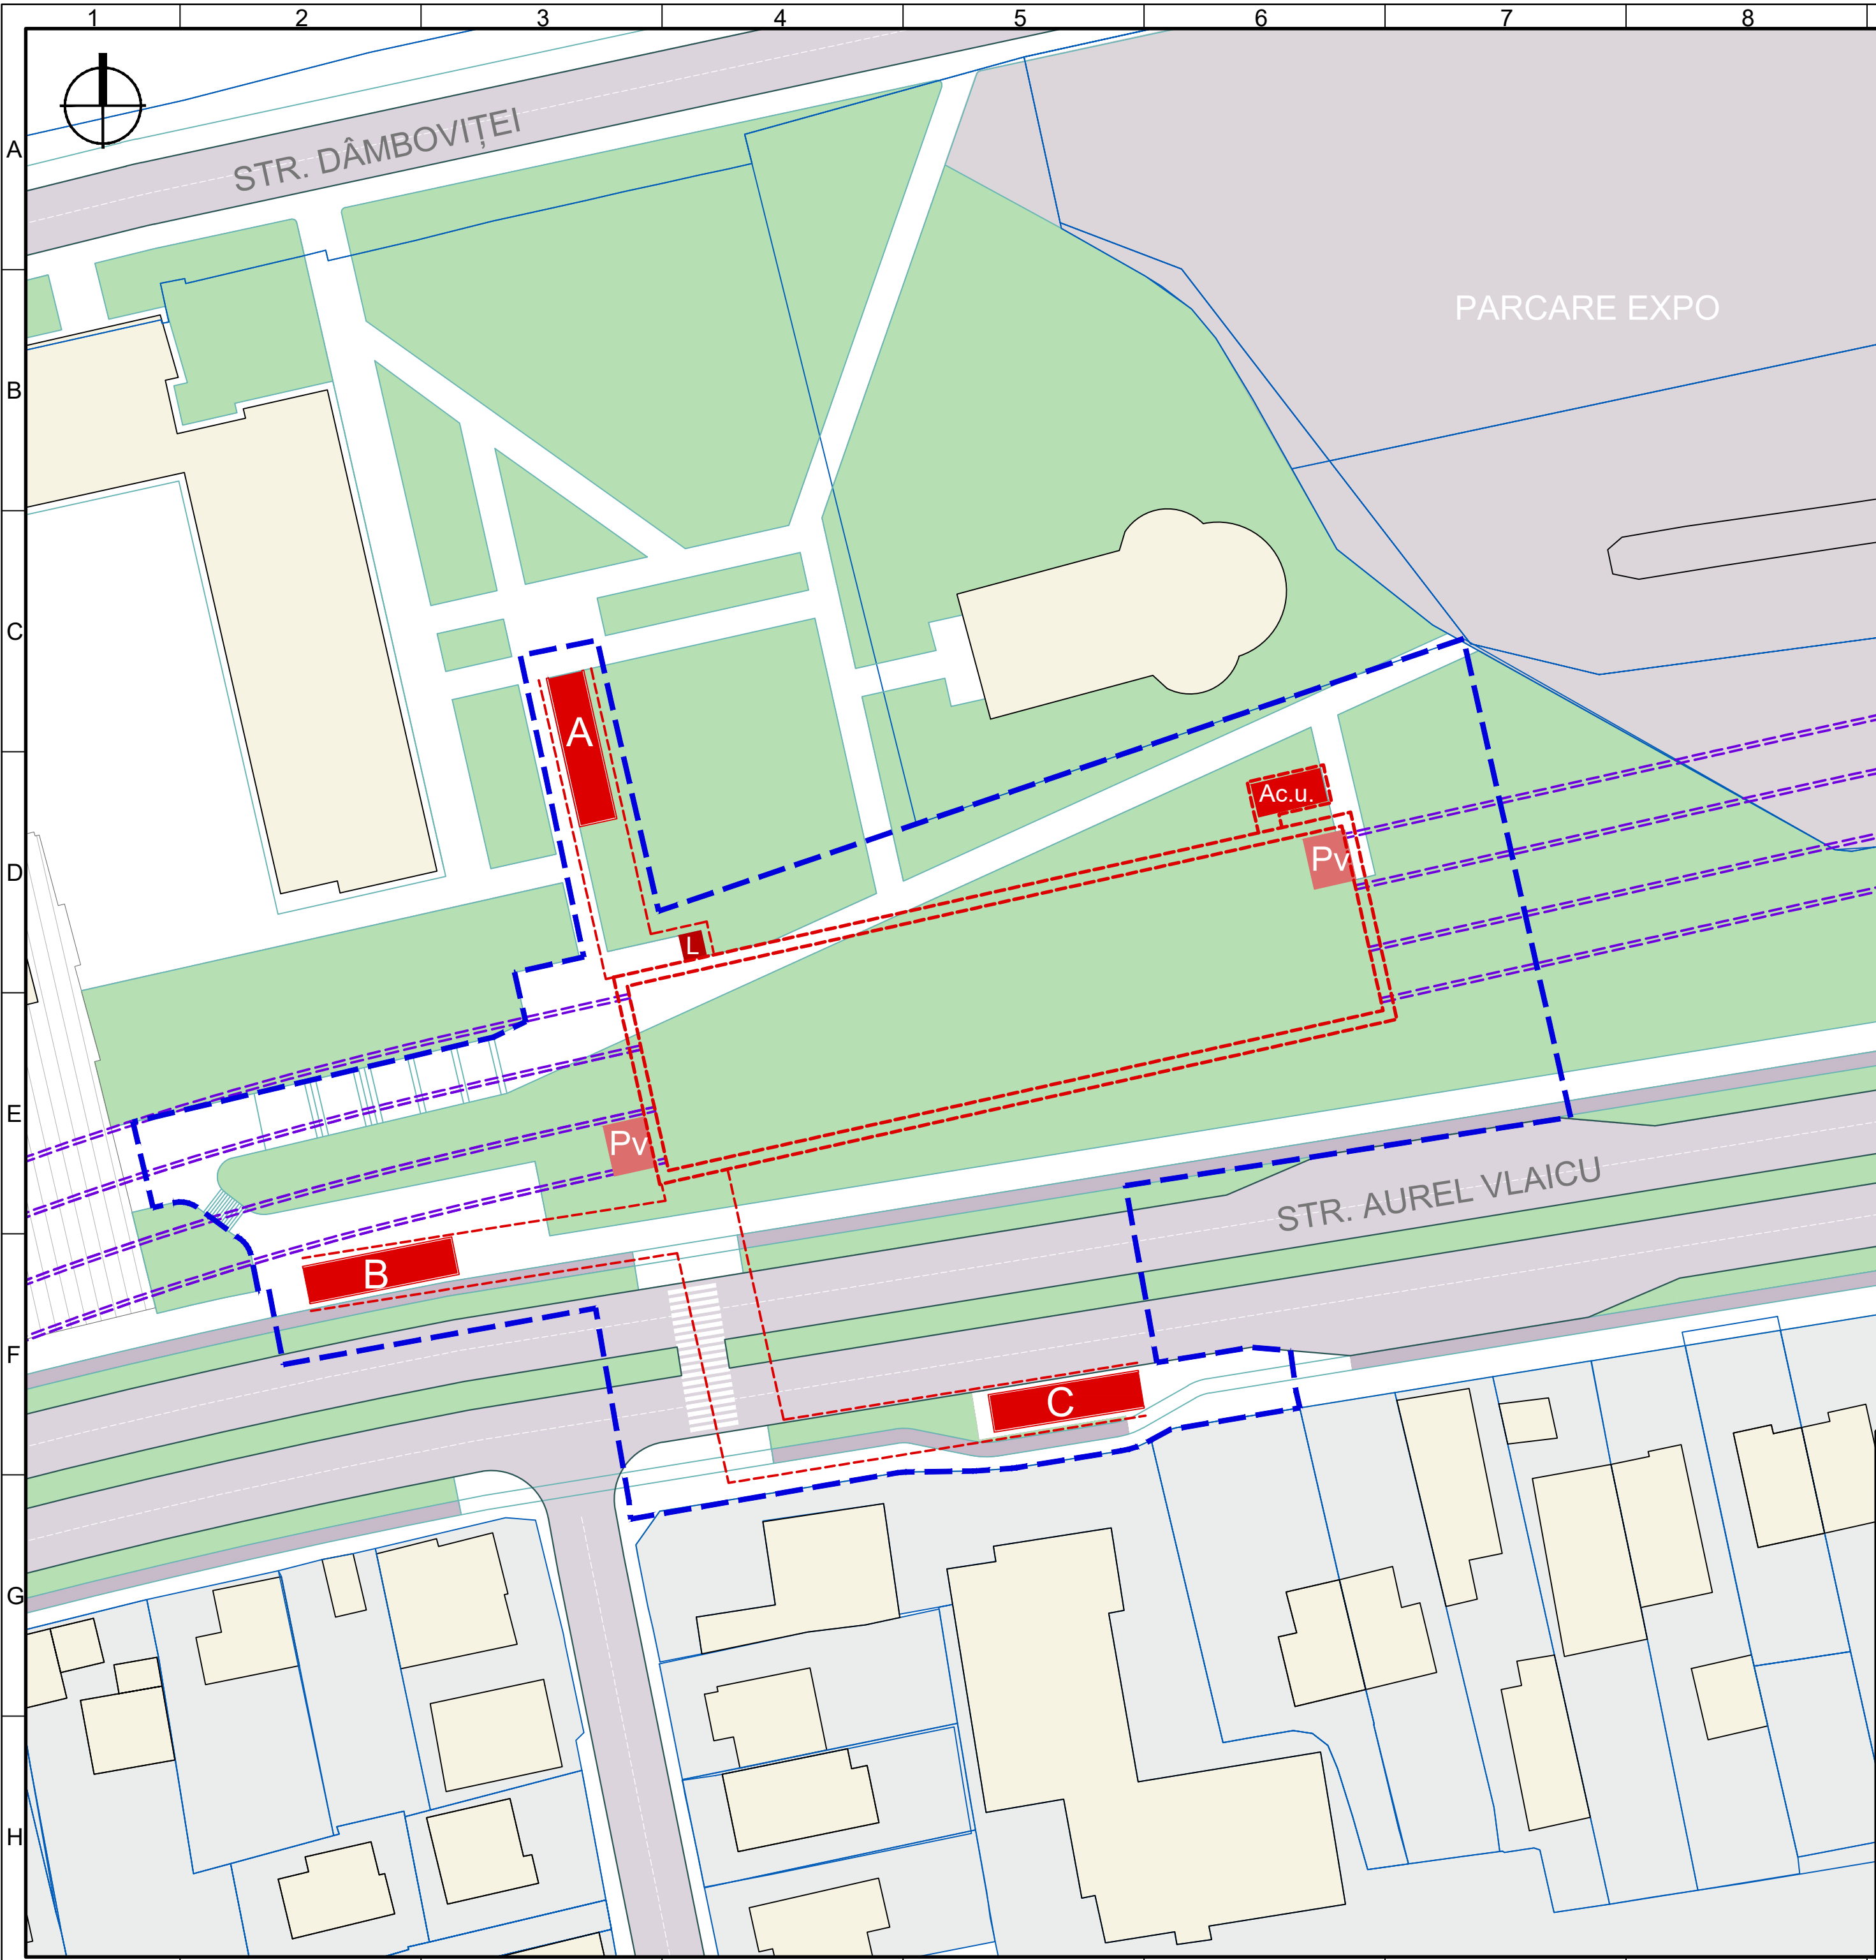 1 2 3 4 5 6 7 8
A
STR. DÂMBOVIȚEI
PARCARE EXPO
B
C
A
Ac.u.
D
Pv
L
E
Pv
STR. AUREL VLAICU
B
F
C
G
H